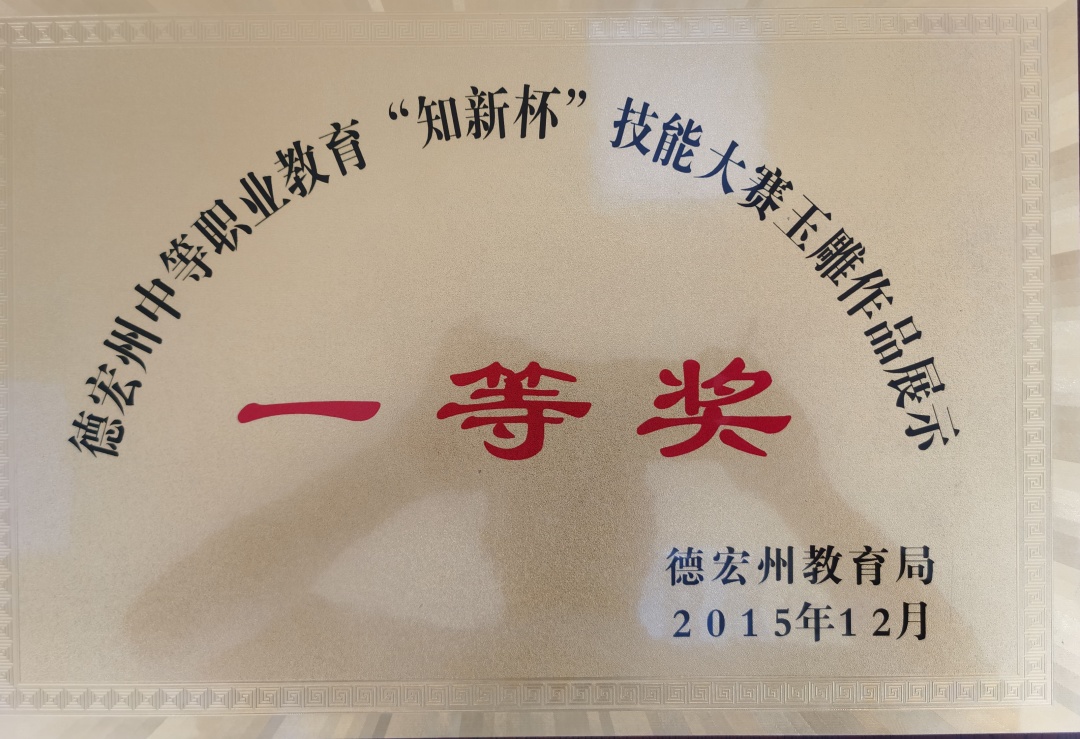 德宏州中等职业教育“知新杯”技能大赛玉雕作品展示
一等奖
德宏州教育局
2015年12月